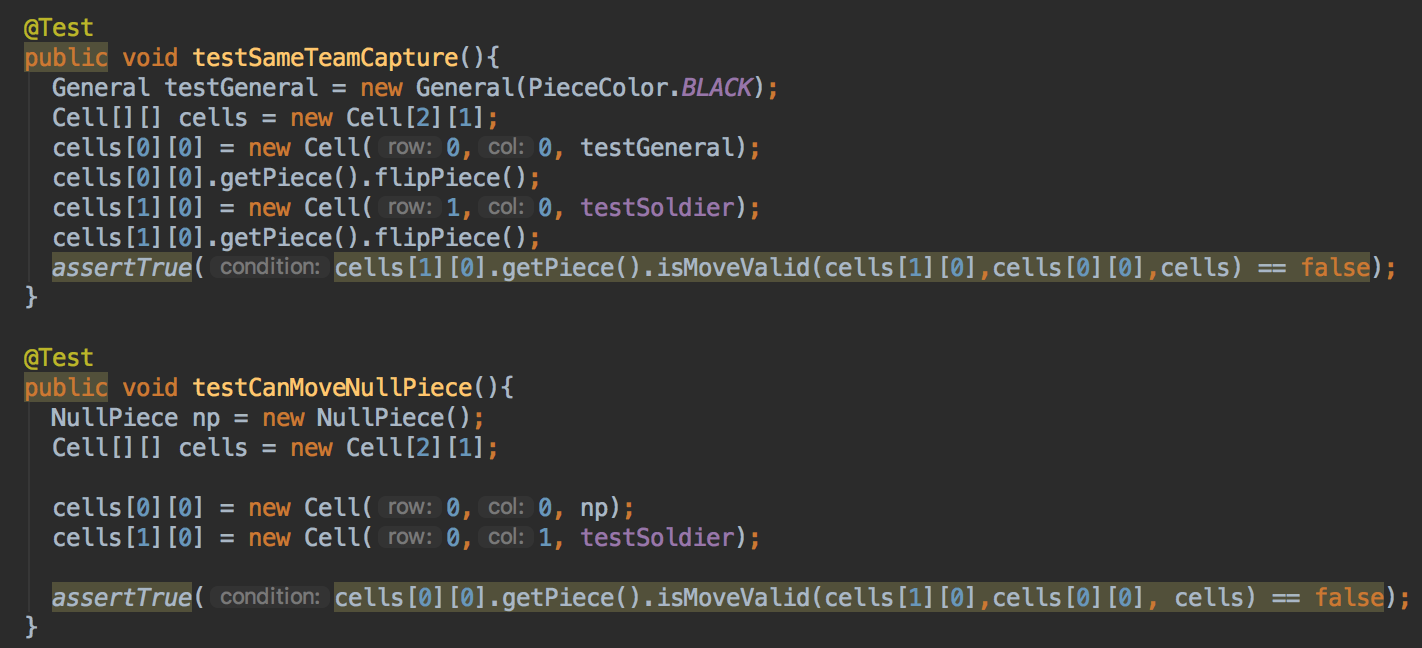 @Test
public void testSameTeamCapture(){
General testGeneral = new General(PieceColor.BLACK);
Cell[][] cells = new Cell[2][1];
cells[0][0] = new Cell( row: 0, col: 0, testGeneral);
cells[0][0].getPiece().flipPiece();
cells[1][0] = new Cell( row: 1, col: 0, testSoldier);
cells[1][0].getPiece().flipPiece();
assertTrue( condition: cells[1][0].getPiece().isMoveValid(cells[1][0],cells[0][0],cells) == false);
}
@Test
public void testCanMoveNullPiece(){
NullPiece np = new NullPiece();
Cell[][] cells = new Cell[2][1];
cells[0][0] = new Cell( row: 0, col: 0, np);
cells[1][0] = new Cell( row: 0, col: 1, testSoldier);
assertTrue( condition: cells[0][0].getPiece().isMoveValid(cells[1][0],cells[0][0], cells) == false);
}